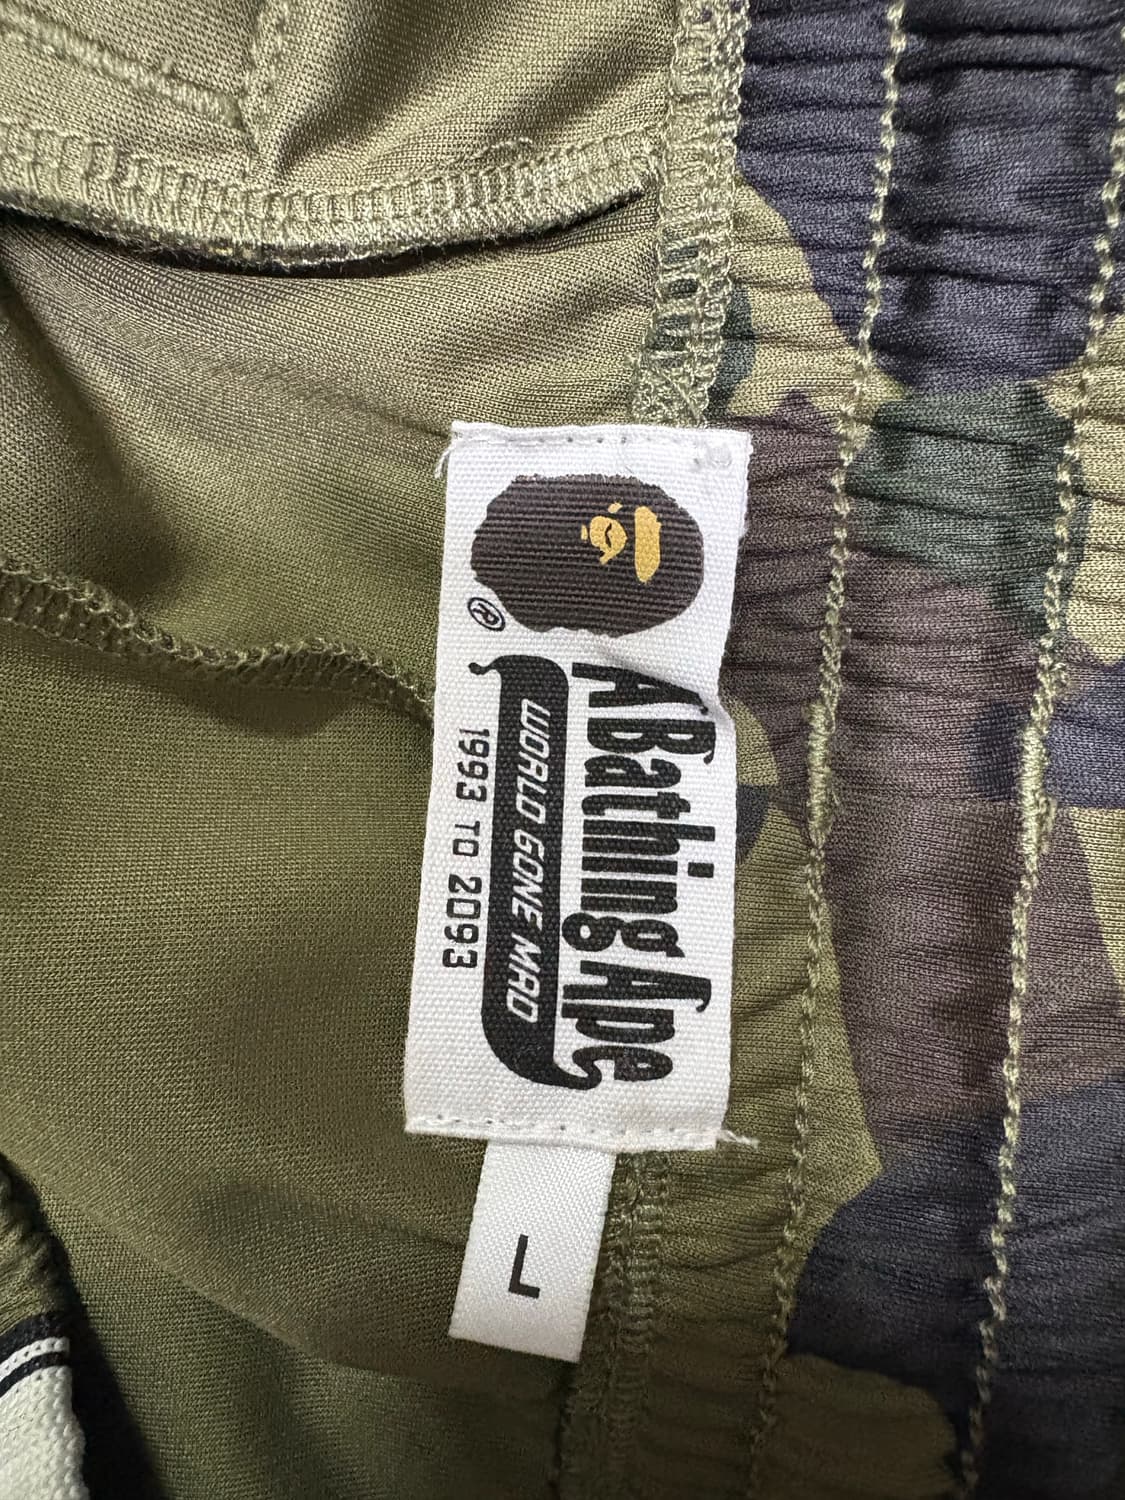 ®
A Bathing Ape
WORLD GONE MAD
1993 TO 2093
L